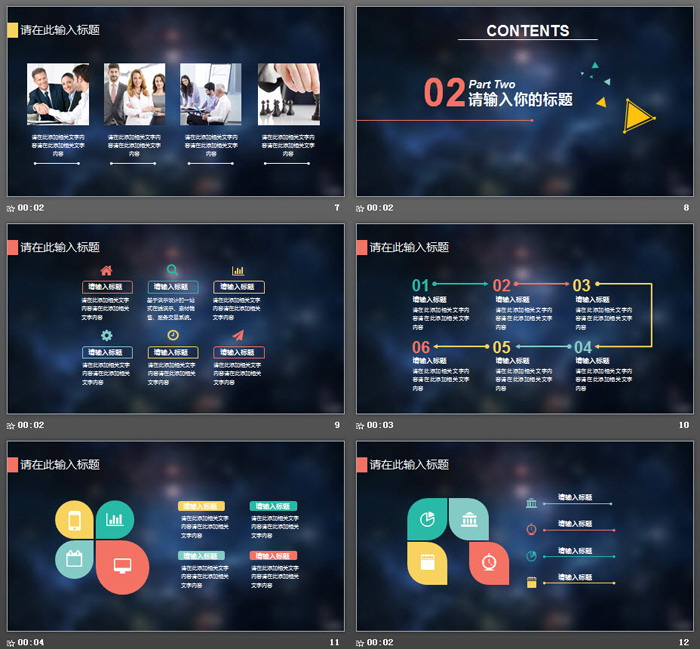 请在此输入标题
请在此添加相关文字
内容请在此添加相关文字
内容
请在此添加相关文字
内容请在此添加相关文字
内容
请在此添加相关文字
内容请在此添加相关文字
内容
请在此添加相关文字
内容请在此添加相关文字
内容
00:02
7
CONTENTS
02
Part Two
请输入你的标题
00:02
8
请在此输入标题
请输入标题
请输入标题
请输入标题
请在此添加相关文字
内容请在此添加相关
文字内容
基于演示设计的一站
式在线演示、素材销
售、服务交易系统。
请在此添加相关文字
内容请在此添加相关
文字内容
请输入标题
请输入标题
请输入标题
请在此添加相关文字
内容请在此添加相关
文字内容
请在此添加相关文字
内容请在此添加相关
文字内容
请在此添加相关文字
内容请在此添加相关
文字内容
00:02
9
请在此输入标题
01
02
03
请输入标题
请输入标题
请输入标题
请在此添加相关文字
内容请在此添加相关
文字内容
请在此添加相关文字
内容请在此添加相关
文字内容
请在此添加相关文字
内容请在此添加相关
文字内容
06
05
04
请输入标题
请输入标题
请输入标题
请在此添加相关文字
内容请在此添加相关
文字内容
请在此添加相关文字
内容请在此添加相关
文字内容
请在此添加相关文字
内容请在此添加相关
文字内容
00:03
10
请在此输入标题
请输入标题
请输入标题
请在此添加相关文字
内容请在此添加相关
文字内容
请在此添加相关文字
内容请在此添加相关
文字内容
请输入标题
请输入标题
请在此添加相关文字
内容请在此添加相关
文字内容
请在此添加相关文字
内容请在此添加相关
文字内容
00:04
11
请在此输入标题
请输入标题
请输入标题
请输入标题
请输入标题
00:02
12